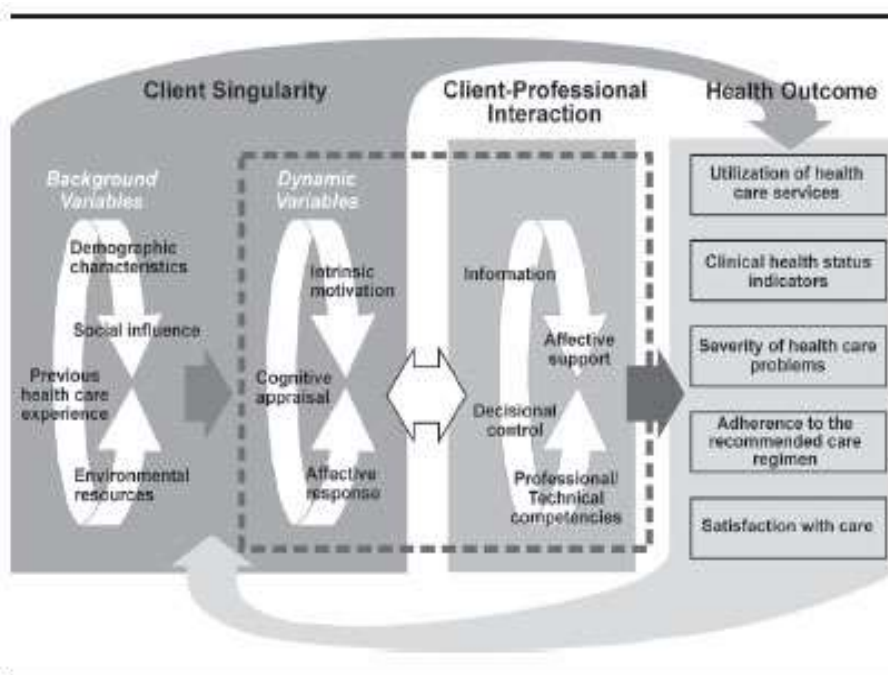 Client Singularity
Background
Variables
Demographic
characteristics
Social influence
Previous
health care
experience
Environmental
resources
Dynamic
Variables
Intrinsic
motivation
Cognitive
appraisal
Affective
response
Client-Professional
Interaction
Information
Affective
support
Decisional
control
Professional/
Technical
competencies
Health Outcome
Utilization of health
care services
Clinical health status
indicators
Severity of health care
problems
Adherence to the
recommended care
regimen
Satisfaction with care